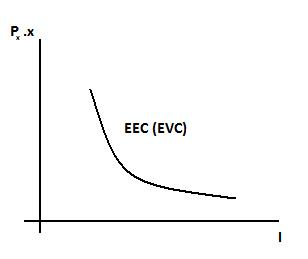 Pₓ .x
EEC (EVC)
I